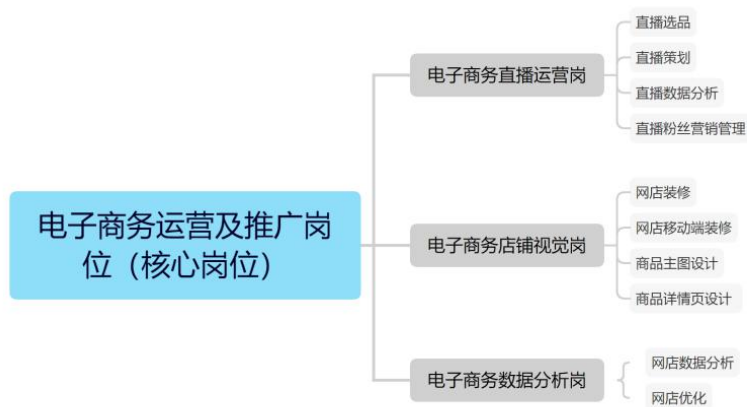 电子商务运营及推广岗
位（核心岗位）
电子商务直播运营岗
直播选品
直播策划
直播数据分析
直播粉丝营销管理
电子商务店铺视觉岗
网店装修
网店移动端装修
商品主图设计
商品详情页设计
电子商务数据分析岗
网店数据分析
网店优化